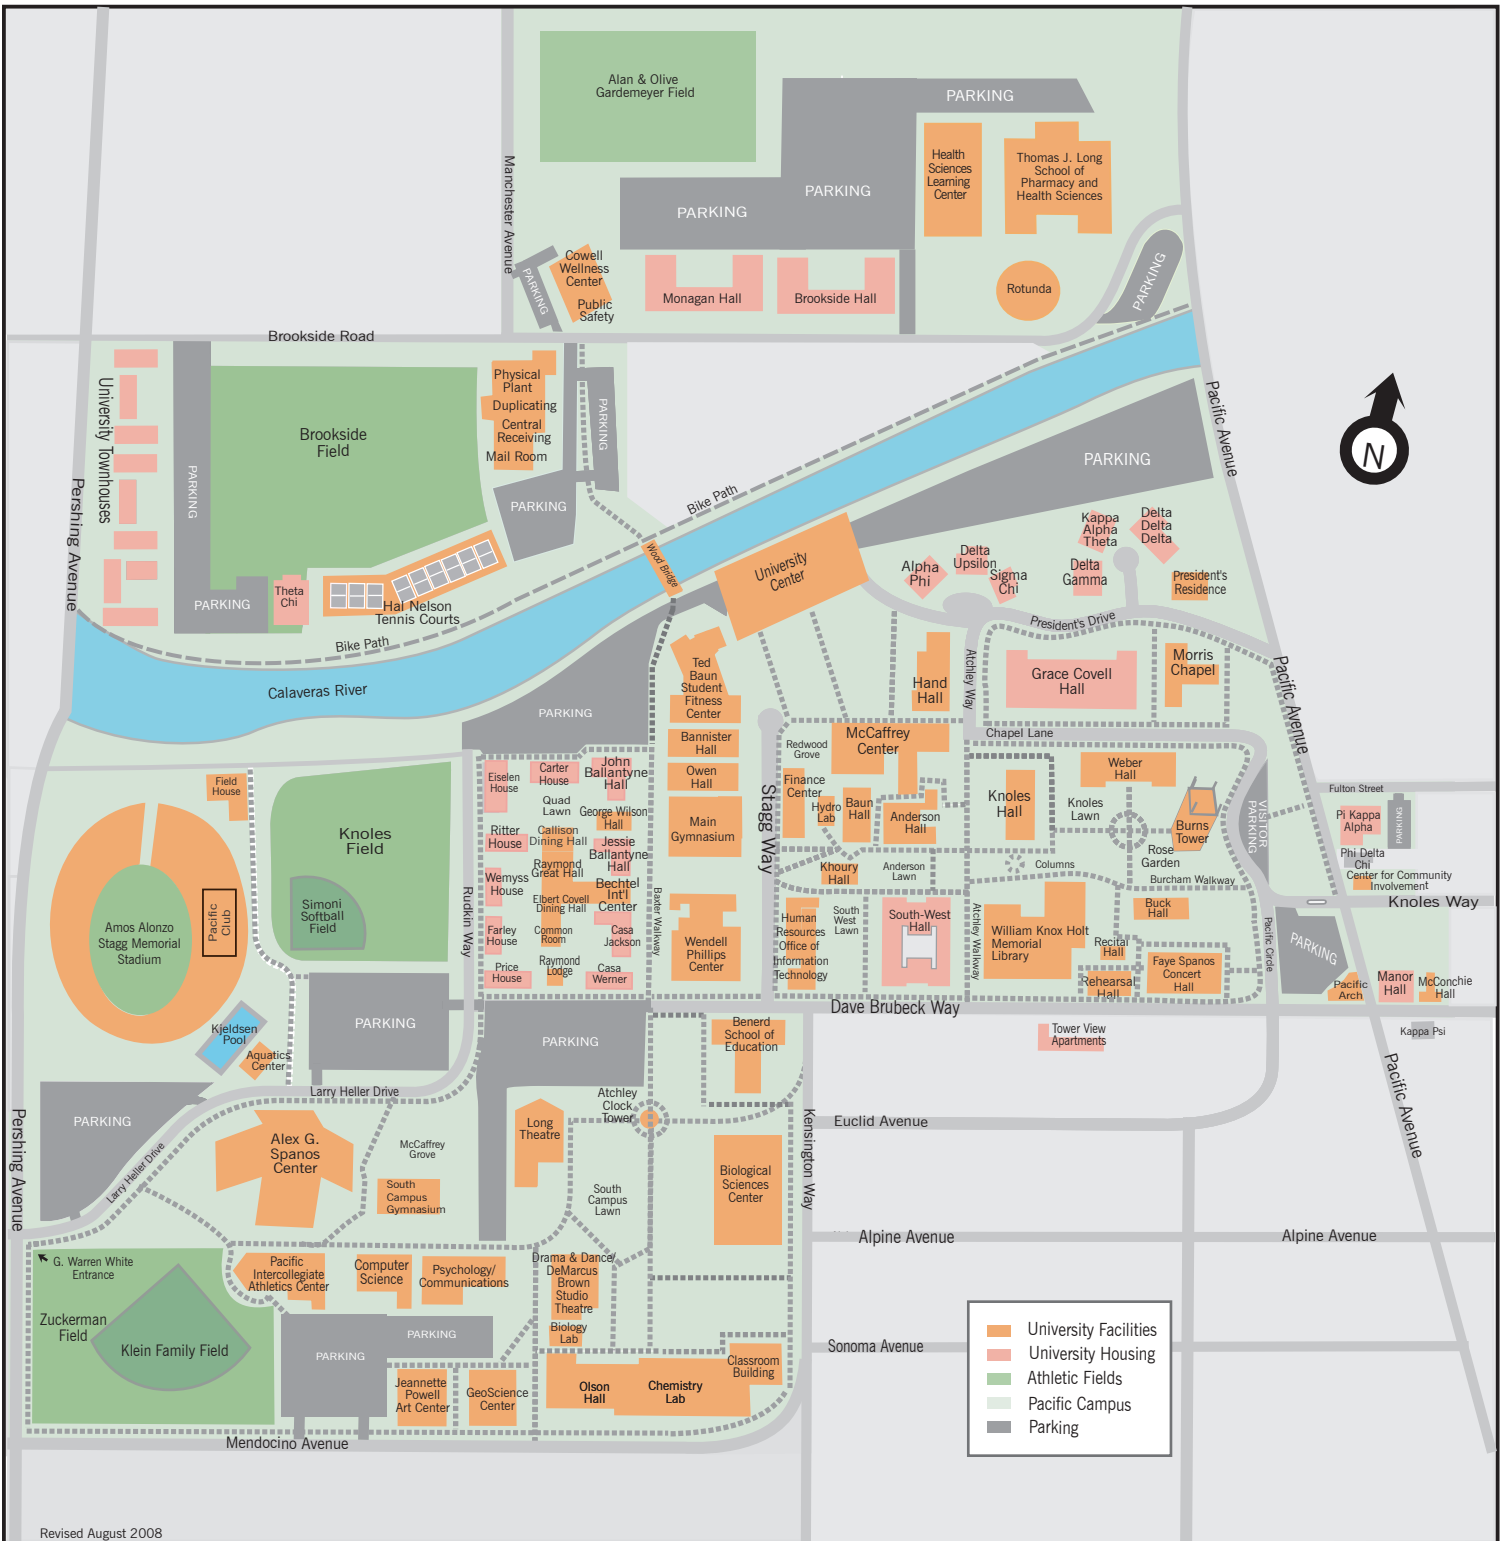 Alan & Olive
Gardemeyer Field
PARKING
Health
Sciences
Learning
Center
Thomas J. Long
School of
Pharmacy and
Health Sciences
PARKING
PARKING
Manchester Avenue
PARKING
Cowell
Wellness
Center
Public
Safety
Monagan Hall
Brookside Hall
Rotunda
PARKING
Brookside Road
University Townhouses
PARKING
Brookside
Field
Physical
Plant
Duplicating
Central
Receiving
Mail Room
PARKING
PARKING
Pershing Avenue
Bike Path
PARKING
Pacific Avenue
N
Wood Bridge
University
Center
Kappa
Alpha
Theta
Delta
Delta
Delta
Delta
Upsilon
Alpha
Phi
Sigma
Chi
Delta
Gamma
President's
Residence
PARKING
Theta
Chi
Hal Nelson
Tennis Courts
Bike Path
Calaveras River
President's Drive
Ted
Baun
Student
Fitness
Center
Hand
Hall
Atchley Way
Grace Covell
Hall
Morris
Chapel
Pacific Avenue
PARKING
Bannister
Hall
Redwood
Grove
McCaffrey
Center
Chapel Lane
Field
House
Eiselen
House
Carter
House
John
Ballantyne
Hall
Owen
Hall
Stagg Way
Finance
Center
Hydro
Lab
Baun
Hall
Anderson
Hall
Knoles
Hall
Weber
Hall
Knoles
Lawn
Burns
Tower
VISITOR
PARKING
Fulton Street
Pi Kappa
Alpha
PARKING
Phi Delta
Chi
Center for Community
Involvement
Knoles
Field
Quad
Lawn
George Wilson
Hall
Ritter
House
Callison
Dining Hall
Jessie
Ballantyne
Hall
Main
Gymnasium
Rose
Garden
Raymond
Great Hall
Wemyss
House
Bechtel
Int'l
Center
Khoury
Hall
Anderson
Lawn
Columns
Burcham Walkway
Knoles Way
Amos Alonzo
Stagg Memorial
Stadium
Pacific
Club
Simoni
Softball
Field
Rudkin Way
Elbert Covell
Dining Hall
Baxter Walkway
Farley
House
Common
Room
Casa
Jackson
Wendell
Phillips
Center
Human
Resources
Office of
Information
Technology
South
West
Lawn
South-West
Hall
Atchley Walkway
William Knox Holt
Memorial
Library
Buck
Hall
Recital
Hall
Rehearsal
Hall
Faye Spanos
Concert
Hall
Pacific Circle
PARKING
Pacific
Arch
Manor
Hall
McConchie
Hall
Price
House
Raymond
Lodge
Casa
Werner
Dave Brubeck Way
Kjeldsen
Pool
Aquatics
Center
PARKING
PARKING
Benerd
School of
Education
Tower View
Apartments
Kappa Psi
Pacific Avenue
PARKING
Larry Heller Drive
Larry Heller Drive
Atchley
Clock
Tower
Long
Theatre
Kensington Way
Euclid Avenue
Pershing Avenue
Alex G.
Spanos
Center
McCaffrey
Grove
South
Campus
Gymnasium
South
Campus
Lawn
Biological
Sciences
Center
Alpine Avenue
Alpine Avenue
G. Warren White
Entrance
Pacific
Intercollegiate
Athletics Center
Computer
Science
Psychology/
Communications
Drama & Dance/
DeMarcus
Brown
Studio
Theatre
Biology
Lab
Zuckerman
Field
Klein Family Field
PARKING
PARKING
Sonoma Avenue
Classroom
Building
Jeannette
Powell
Art Center
GeoScience
Center
Olson
Hall
Chemistry
Lab
Mendocino Avenue
University Facilities
University Housing
Athletic Fields
Pacific Campus
Parking
Revised August 2008